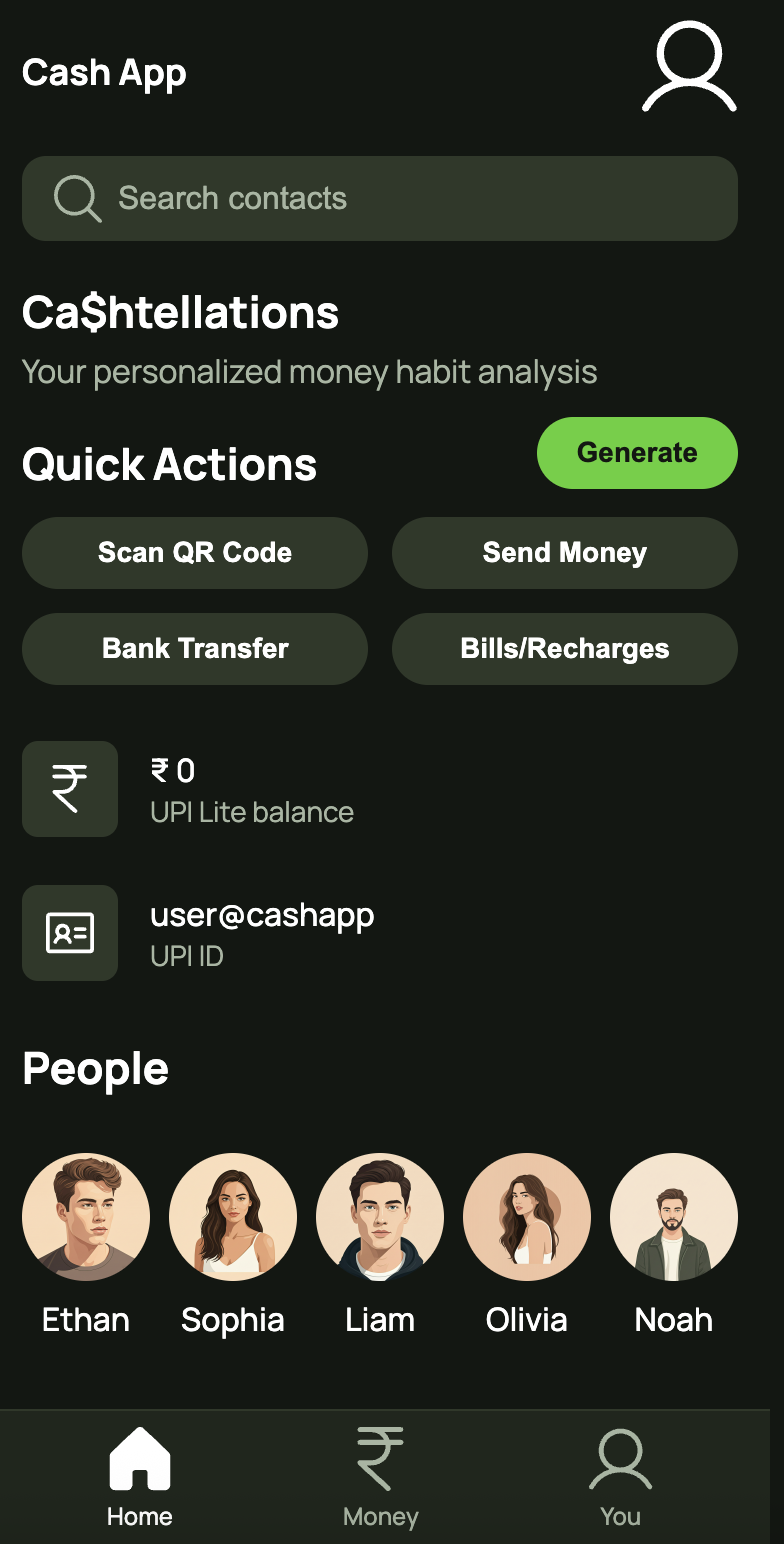 Cash App
Search contacts
Ca$htellations
Your personalized money habit analysis
Quick Actions
Generate
Scan QR Code
Send Money
Bank Transfer
Bills/Recharges
₹ 0
UPI Lite balance
user@cashapp
UPI ID
People
Ethan
Sophia
Liam
Olivia
Noah
Home
Money
You